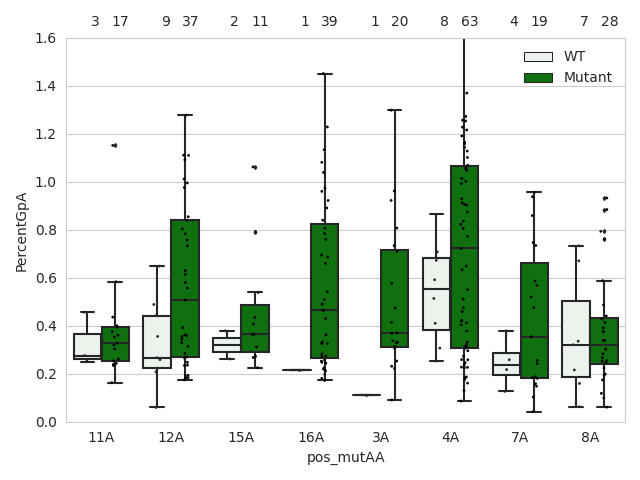 3 17 9 37 2 11 1 39 1 20 8 63 4 19 7 28
1.6
1.4
1.2
1.0
0.8
0.6
0.4
0.2
0.0
PercentGpA
WT
Mutant
11A 12A 15A 16A 3A 4A 7A 8A
pos_mutAA